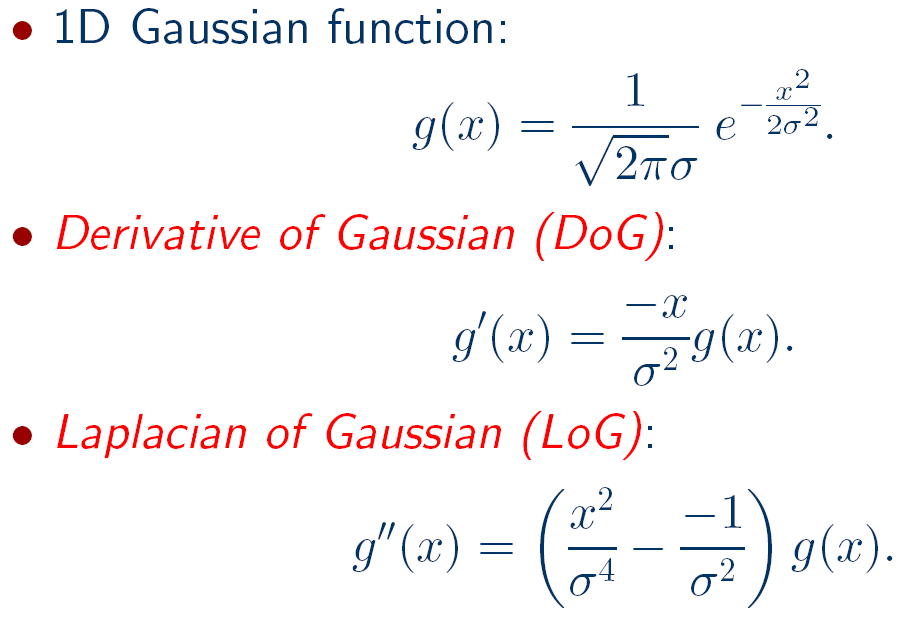 • 1D Gaussian function:
g(x) = \frac{1}{\sqrt{2\pi}\sigma} e^{-\frac{x^2}{2\sigma^2}}.
• Derivative of Gaussian (DoG):
g'(x) = \frac{-x}{\sigma^2} g(x).
• Laplacian of Gaussian (LoG):
g''(x) = \left( \frac{x^2}{\sigma^4} - \frac{-1}{\sigma^2} \right) g(x).